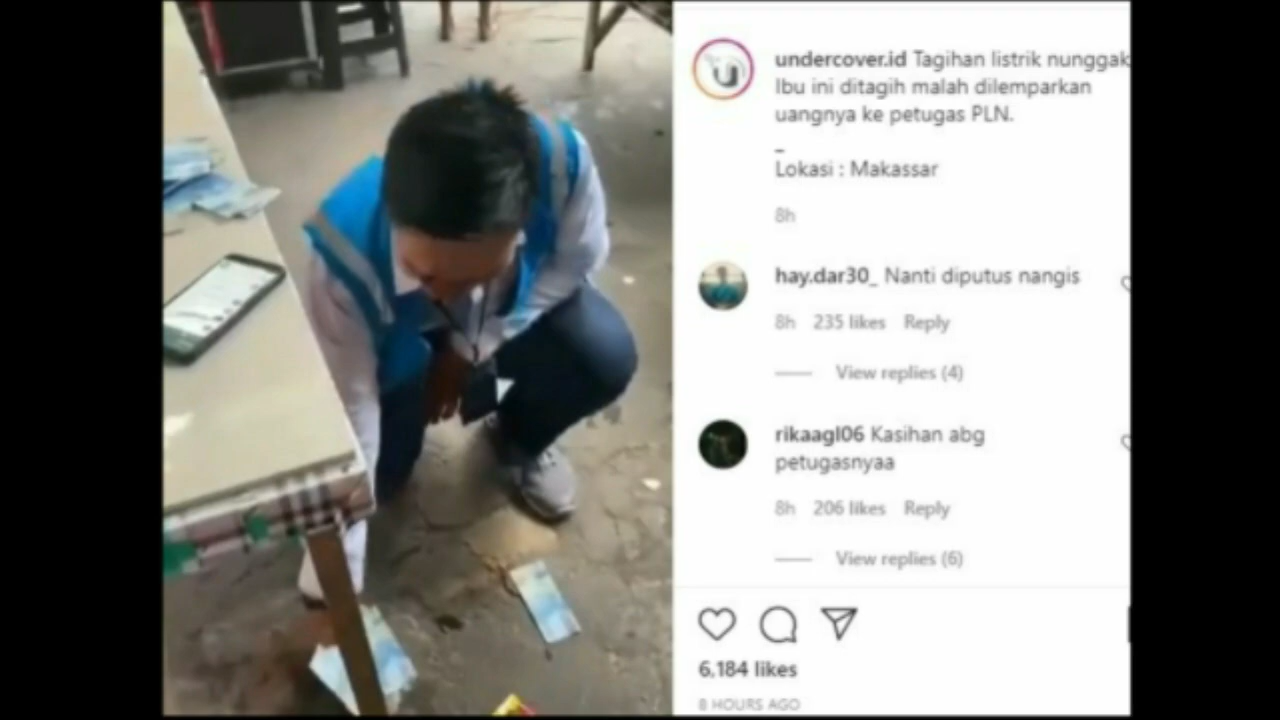 undercover.id Tagihan listrik nunggak
Ibu ini ditagih malah dilemparkan
uangnya ke petugas PLN.
_
Lokasi : Makassar
8h
hay.dar30_ Nanti diputus nangis
8h 235 likes Reply
View replies (4)
rikaagl06 Kasihan abg
petugasnyaa
8h 206 likes Reply
View replies (6)
6,184 likes
8 HOURS AGO